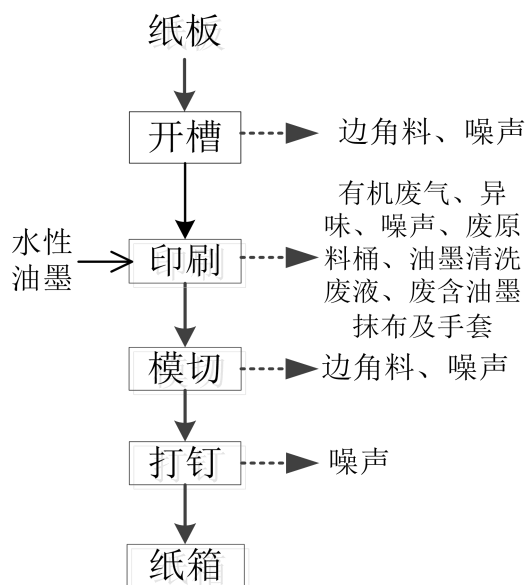 纸板
开槽
边角料、噪声
水性
油墨
印刷
有机废气、异
味、噪声、废原
料桶、油墨清洗
废液、废含油墨
抹布及手套
模切
边角料、噪声
打钉
噪声
纸箱